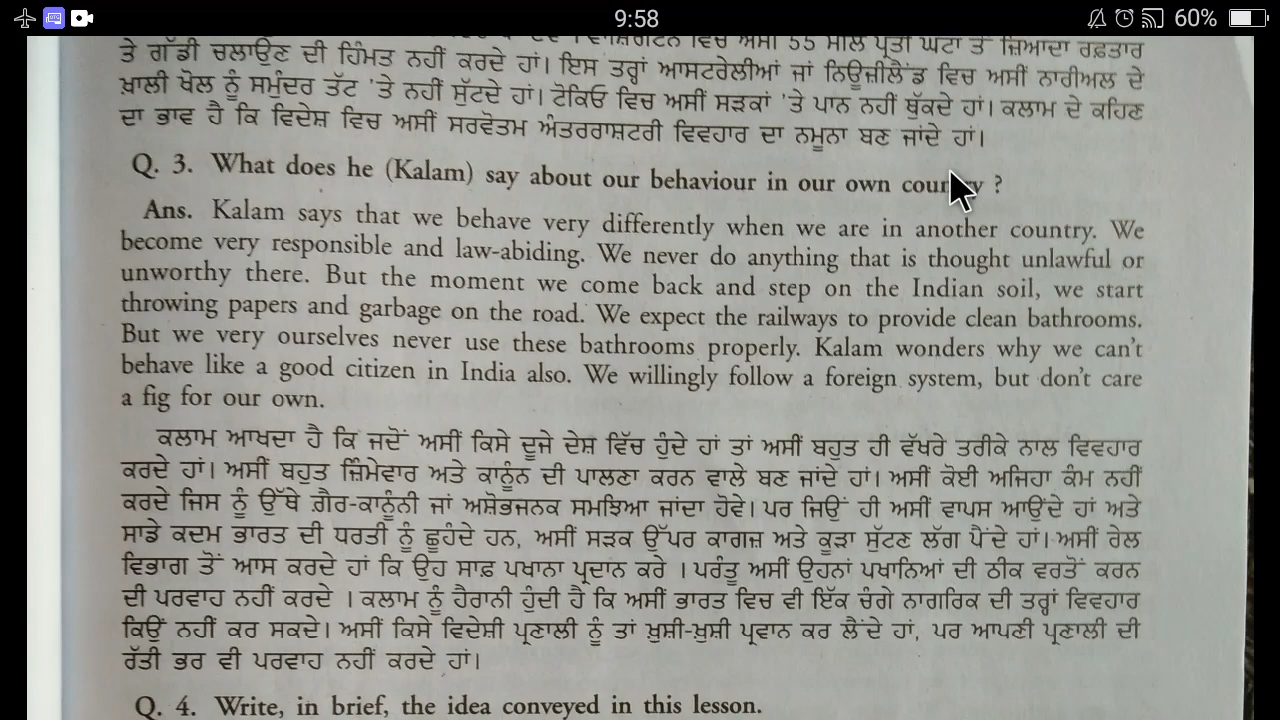 9:58
60%
ਵਿਚ ਅਸੀਂ 55 ਮੀਲ ਪ੍ਰਤੀ ਘੰਟਾ ਤੋਂ ਜ਼ਿਆਦਾ ਰਫ਼ਤਾਰ
ਤੇ ਗੱਡੀ ਚਲਾਉਣ ਦੀ ਹਿੰਮਤ ਨਹੀਂ ਕਰਦੇ ਹਾਂ। ਇਸ ਤਰ੍ਹਾਂ ਆਸਟਰੇਲੀਆਂ ਜਾਂ ਨਿਊਜ਼ੀਲੈਂਡ ਵਿਚ ਅਸੀਂ ਨਾਰੀਅਲ ਦੇ
ਖ਼ਾਲੀ ਖੋਲ ਨੂੰ ਸਮੁੰਦਰ ਤੱਟ 'ਤੇ ਨਹੀਂ ਸੁੱਟਦੇ ਹਾਂ। ਟੋਕਿਓ ਵਿਚ ਅਸੀਂ ਸੜਕਾਂ 'ਤੇ ਪਾਨ ਨਹੀਂ ਥੁੱਕਦੇ ਹਾਂ। ਕਲਾਮ ਦੇ ਕਹਿਣ
ਦਾ ਭਾਵ ਹੈ ਕਿ ਵਿਦੇਸ਼ ਵਿਚ ਅਸੀਂ ਸਰਵੋਤਮ ਅੰਤਰਰਾਸ਼ਟਰੀ ਵਿਵਹਾਰ ਦਾ ਨਮੂਨਾ ਬਣ ਜਾਂਦੇ ਹਾਂ।
Q. 3. What does he (Kalam) say about our behaviour in our own country ?
Ans. Kalam says that we behave very differently when we are in another country. We
become very responsible and law-abiding. We never do anything that is thought unlawful or
unworthy there. But the moment we come back and step on the Indian soil, we start
throwing papers and garbage on the road. We expect the railways to provide clean bathrooms.
But we very ourselves never use these bathrooms properly. Kalam wonders why we can't
behave like a good citizen in India also. We willingly follow a foreign system, but don't care
a fig for our own.
ਕਲਾਮ ਆਖਦਾ ਹੈ ਕਿ ਜਦੋਂ ਅਸੀਂ ਕਿਸੇ ਦੂਜੇ ਦੇਸ਼ ਵਿੱਚ ਹੁੰਦੇ ਹਾਂ ਤਾਂ ਅਸੀਂ ਬਹੁਤ ਹੀ ਵੱਖਰੇ ਤਰੀਕੇ ਨਾਲ ਵਿਵਹਾਰ
ਕਰਦੇ ਹਾਂ। ਅਸੀਂ ਬਹੁਤ ਜ਼ਿੰਮੇਵਾਰ ਅਤੇ ਕਾਨੂੰਨ ਦੀ ਪਾਲਣਾ ਕਰਨ ਵਾਲੇ ਬਣ ਜਾਂਦੇ ਹਾਂ। ਅਸੀਂ ਕੋਈ ਅਜਿਹਾ ਕੰਮ ਨਹੀਂ
ਕਰਦੇ ਜਿਸ ਨੂੰ ਉੱਥੇ ਗ਼ੈਰ-ਕਾਨੂੰਨੀ ਜਾਂ ਅਸ਼ੋਭਜਨਕ ਸਮਝਿਆ ਜਾਂਦਾ ਹੋਵੇ। ਪਰ ਜਿਉਂ ਹੀ ਅਸੀਂ ਵਾਪਸ ਆਉਂਦੇ ਹਾਂ ਅਤੇ
ਸਾਡੇ ਕਦਮ ਭਾਰਤ ਦੀ ਧਰਤੀ ਨੂੰ ਛੂਹੰਦੇ ਹਨ, ਅਸੀਂ ਸੜਕ ਉੱਪਰ ਕਾਗਜ਼ ਅਤੇ ਕੂੜਾ ਸੁੱਟਣ ਲੱਗ ਪੈਂਦੇ ਹਾਂ। ਅਸੀਂ ਰੇਲ
ਵਿਭਾਗ ਤੋਂ ਆਸ ਕਰਦੇ ਹਾਂ ਕਿ ਉਹ ਸਾਫ਼ ਪਖਾਨਾ ਪ੍ਰਦਾਨ ਕਰੇ । ਪਰੰਤੂ ਅਸੀਂ ਉਹਨਾਂ ਪਖਾਨਿਆਂ ਦੀ ਠੀਕ ਵਰਤੋਂ ਕਰਨ
ਦੀ ਪਰਵਾਹ ਨਹੀਂ ਕਰਦੇ । ਕਲਾਮ ਨੂੰ ਹੈਰਾਨੀ ਹੁੰਦੀ ਹੈ ਕਿ ਅਸੀਂ ਭਾਰਤ ਵਿਚ ਵੀ ਇੱਕ ਚੰਗੇ ਨਾਗਰਿਕ ਦੀ ਤਰ੍ਹਾਂ ਵਿਵਹਾਰ
ਕਿਉਂ ਨਹੀਂ ਕਰ ਸਕਦੇ। ਅਸੀਂ ਕਿਸੇ ਵਿਦੇਸ਼ੀ ਪ੍ਰਣਾਲੀ ਨੂੰ ਤਾਂ ਖ਼ੁਸ਼ੀ-ਖ਼ੁਸ਼ੀ ਪ੍ਰਵਾਨ ਕਰ ਲੈਂਦੇ ਹਾਂ, ਪਰ ਆਪਣੀ ਪ੍ਰਣਾਲੀ ਦੀ
ਰੱਤੀ ਭਰ ਵੀ ਪਰਵਾਹ ਨਹੀਂ ਕਰਦੇ ਹਾਂ।
Q. 4. Write, in brief, the idea conveyed in this lesson.